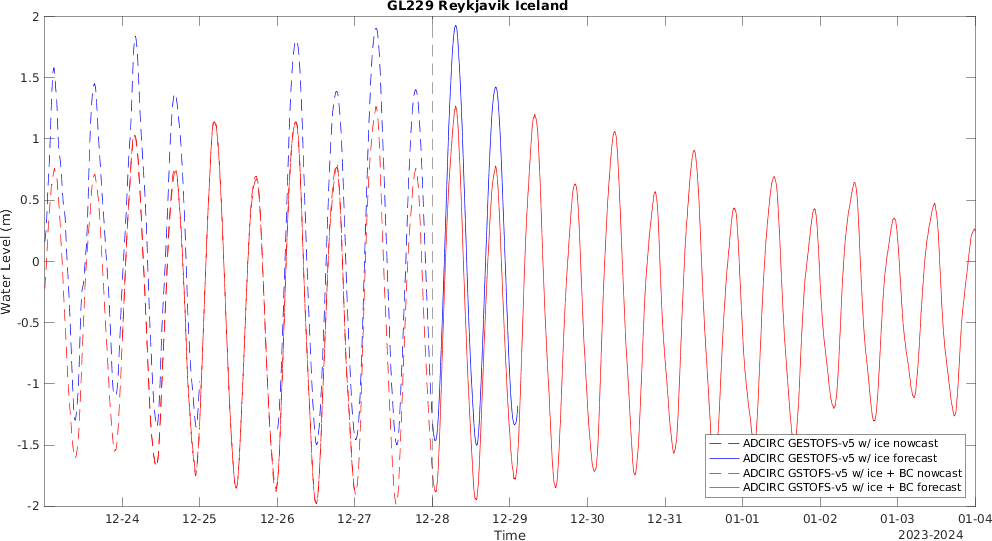 GL229 Reykjavik Iceland
2
1.5
1
0.5
0
-0.5
-1
-1.5
-2
Water Level (m)
ADCIRC GESTOFS-v5 w/ ice nowcast
ADCIRC GESTOFS-v5 w/ ice forecast
ADCIRC GSTOFS-v5 w/ ice + BC nowcast
ADCIRC GSTOFS-v5 w/ ice + BC forecast
12-24 12-25 12-26 12-27 12-28 12-29 12-30 12-31 01-01 01-02 01-03 01-04
Time
2023-2024